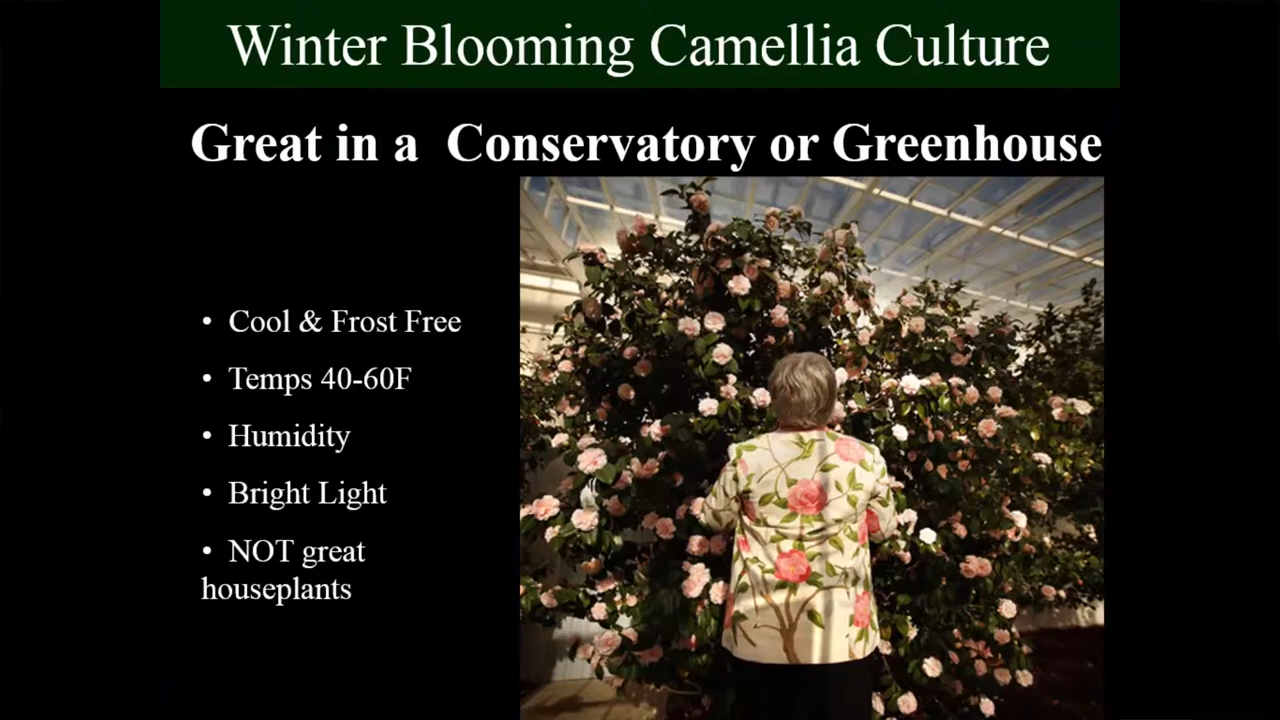 Winter Blooming Camellia Culture
Great in a  Conservatory or Greenhouse
• Cool & Frost Free
• Temps 40-60F
• Humidity
• Bright Light
• NOT great
houseplants